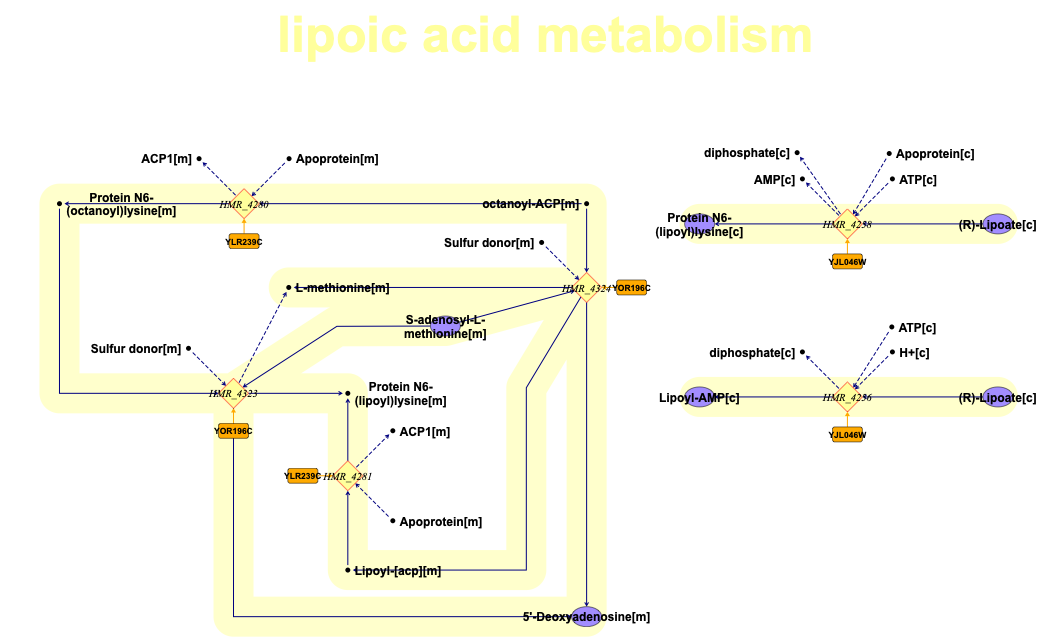 lipoic acid metabolism
ACP1[m]
Apoprotein[m]
Protein N6-
(octanoyl)lysine[m]
HMR_4280
octanoyl-ACP[m]
YLR239C
Sulfur donor[m]
L-methionine[m]
HMR_4324
YOR196C
S-adenosyl-L-
methionine[m]
Sulfur donor[m]
HMR_4323
Protein N6-
(lipoyl)lysine[m]
YOR196C
ACP1[m]
YLR239C
HMR_4281
Apoprotein[m]
Lipoyl-[acp][m]
5'-Deoxyadenosine[m]
diphosphate[c]
Apoprotein[c]
AMP[c]
ATP[c]
Protein N6-
(lipoyl)lysine[c]
HMR_4238
(R)-Lipoate[c]
YJL046W
ATP[c]
diphosphate[c]
H+[c]
Lipoyl-AMP[c]
HMR_4236
(R)-Lipoate[c]
YJL046W